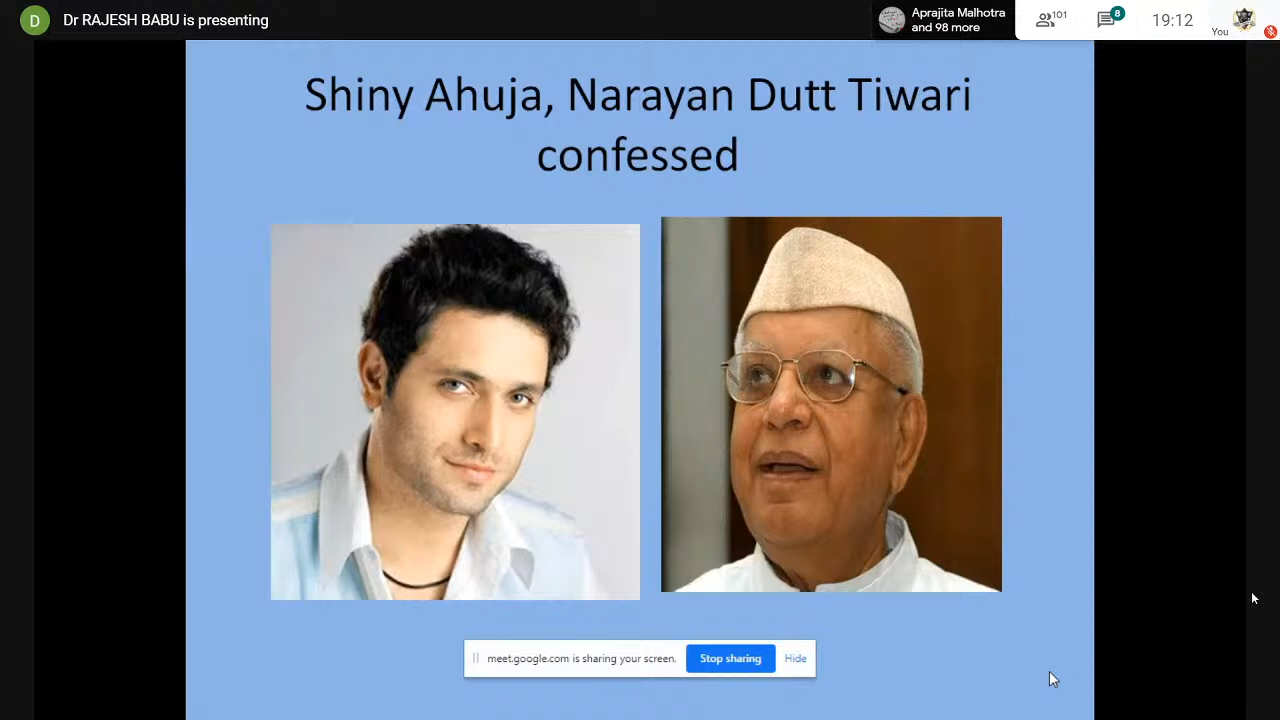 D Dr RAJESH BABU is presenting
Aprajita Malhotra
and 98 more
101
8
19:12
You
Shiny Ahuja, Narayan Dutt Tiwari
confessed
meet.google.com is sharing your screen. Stop sharing Hide